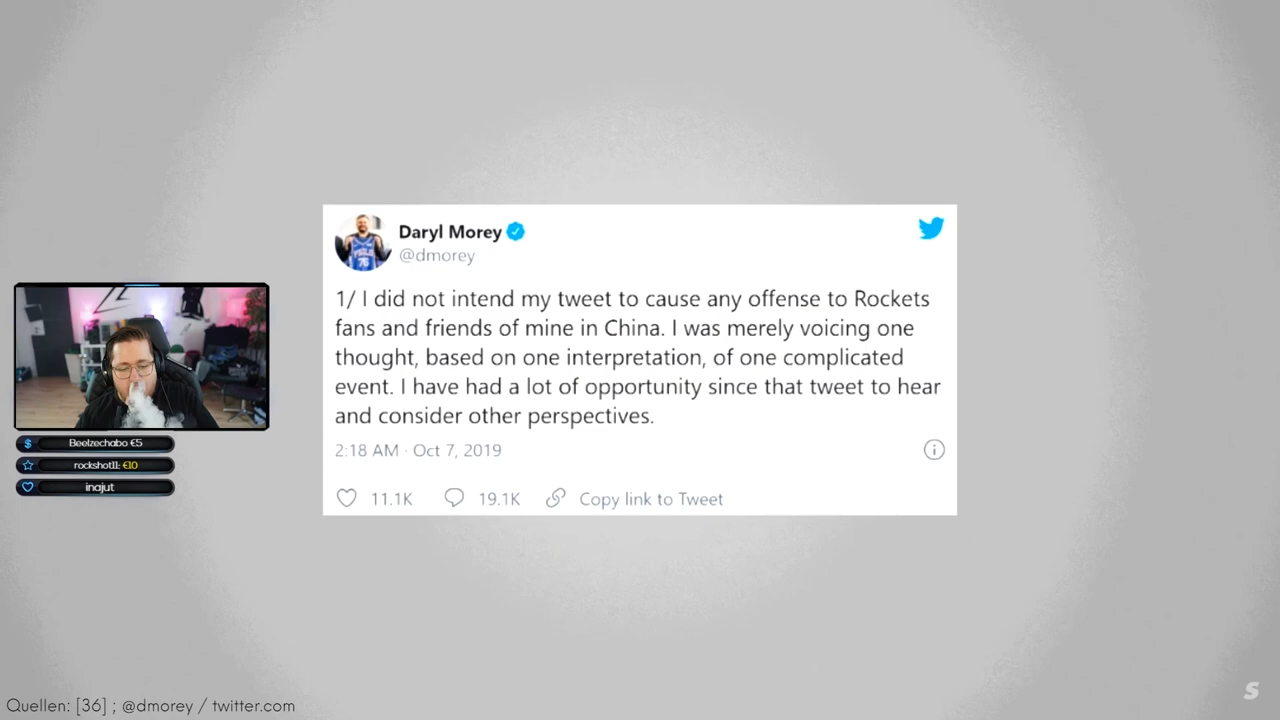 Daryl Morey
@dmorey
1/ I did not intend my tweet to cause any offense to Rockets
fans and friends of mine in China. I was merely voicing one
thought, based on one interpretation, of one complicated
event. I have had a lot of opportunity since that tweet to hear
and consider other perspectives.
2:18 AM · Oct 7, 2019
11.1K 19.1K Copy link to Tweet
Beelzechabo €5
rockshot11: €10
inajut
Quellen: [36] ; @dmorey / twitter.com
S